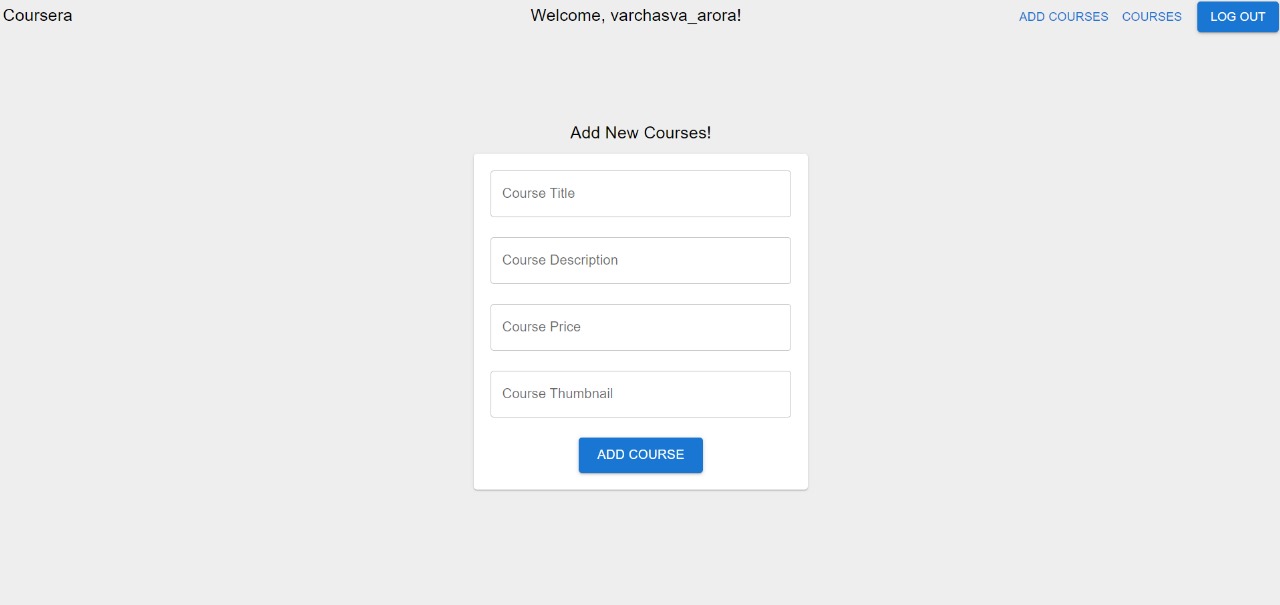 Coursera
Welcome, varchasva_arora!
ADD COURSES
COURSES
LOG OUT
Add New Courses!
Course Title
Course Description
Course Price
Course Thumbnail
ADD COURSE